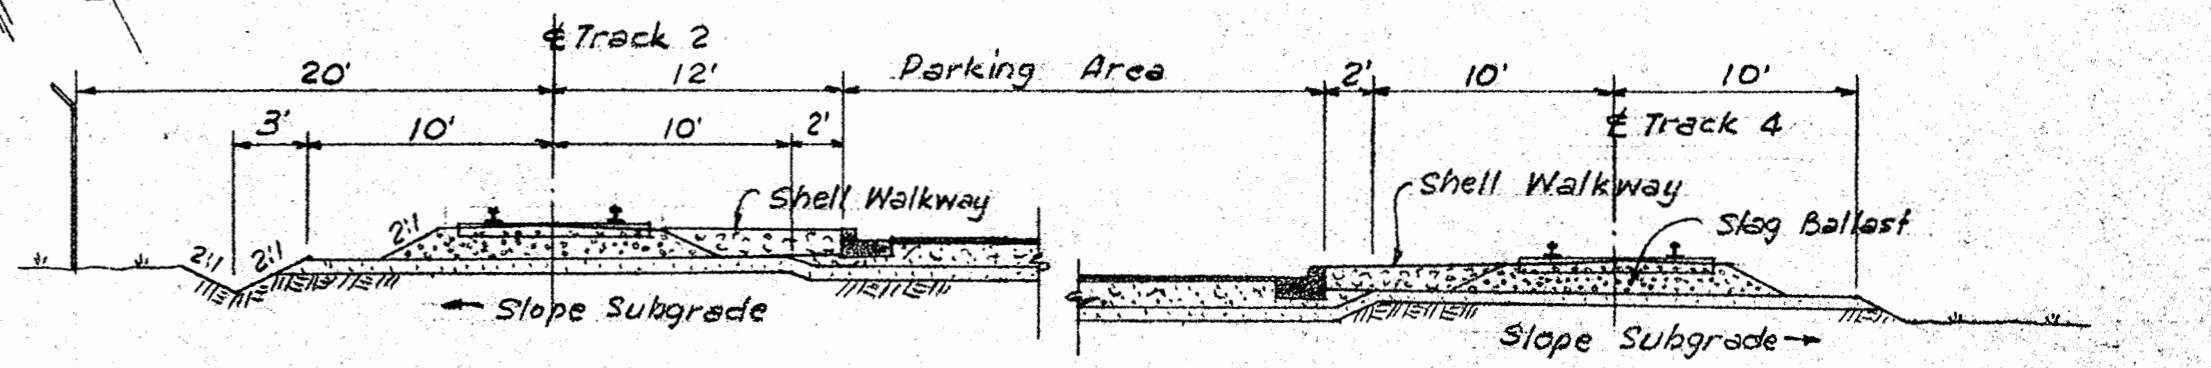 ℄ Track 2
20'
12'
Parking Area
2'
10'
10'
3'
10'
10'
2'
℄ Track 4
2:1
2:1
2:1
Shell Walkway
Shell Walkway
Slag Ballast
Slope Subgrade
Slope Subgrade